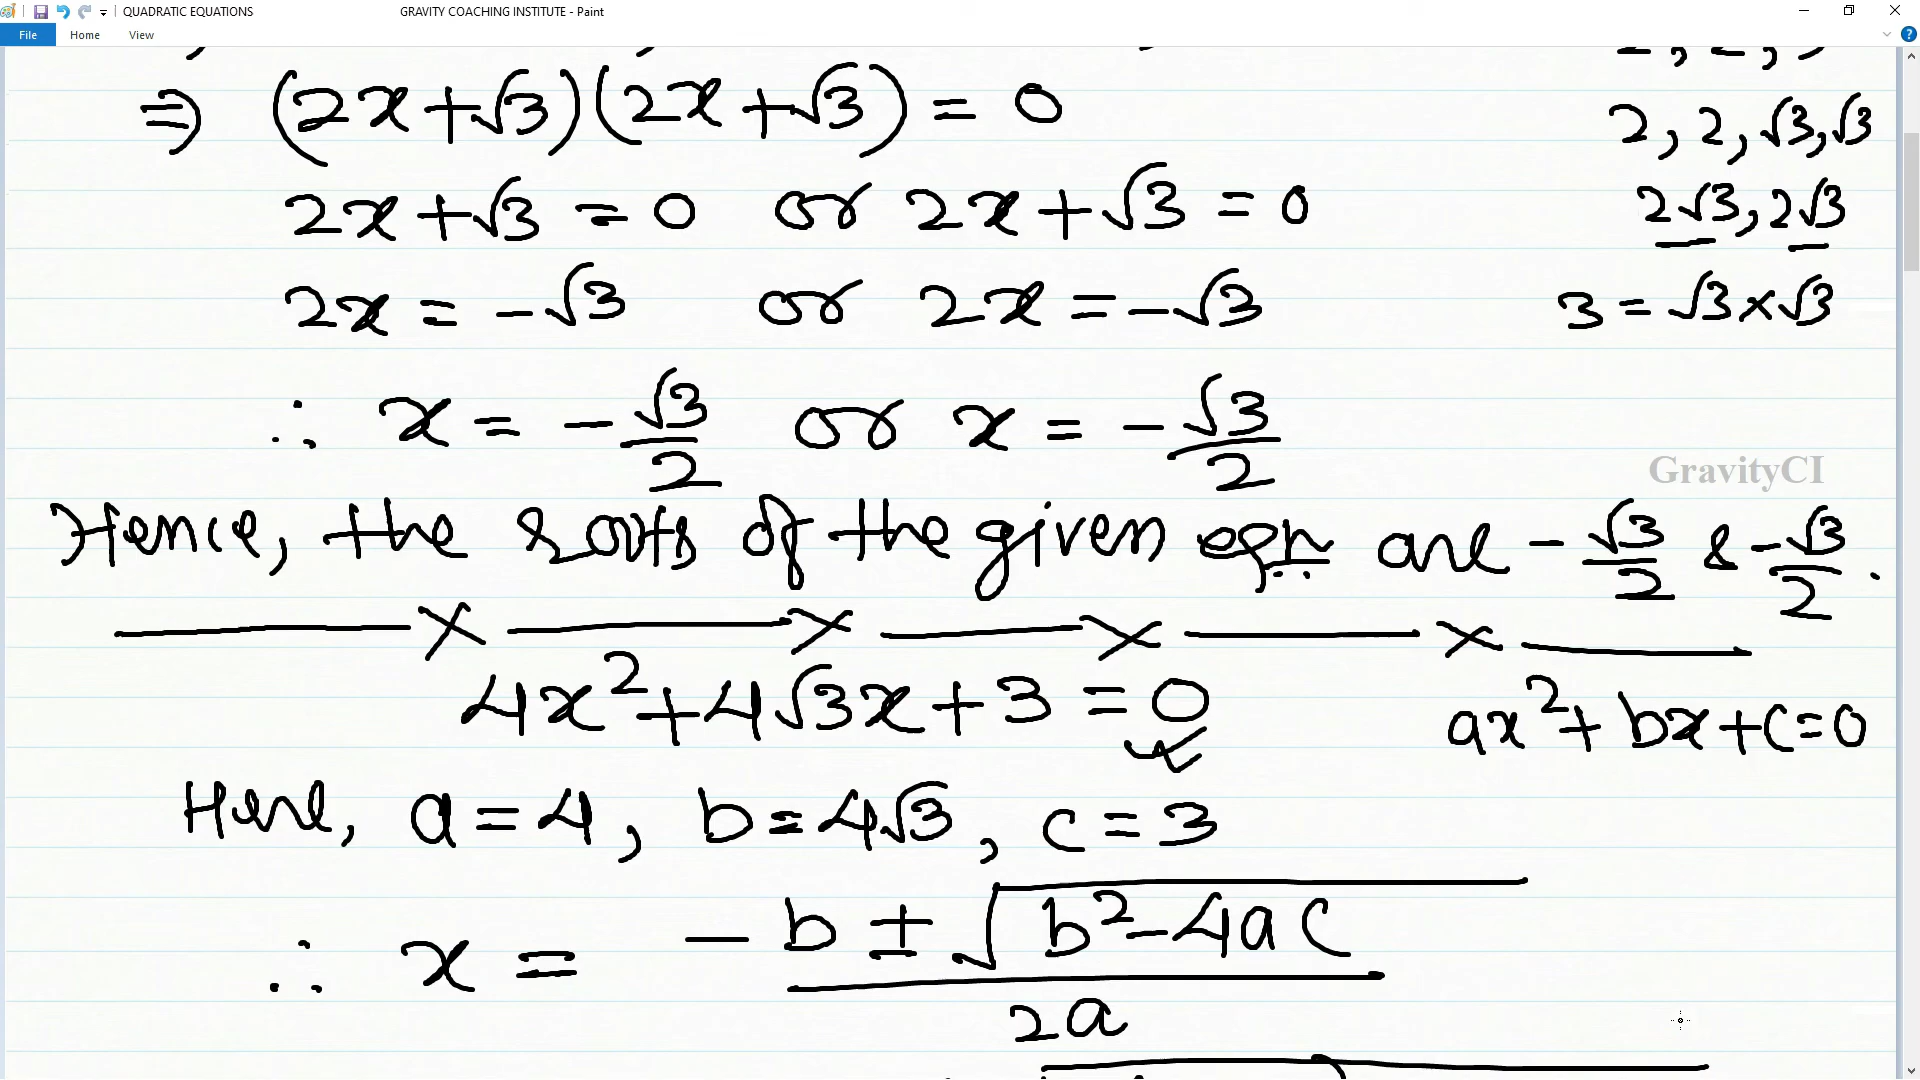 QUADRATIC EQUATIONS GRAVITY COACHING INSTITUTE - Paint
File Home View
2, 2, √3, √3
⇒ (2x+√3)(2x+√3) = 0
2x+√3 = 0 or 2x+√3 = 0
2√3, 2√3
2x = -√3 or 2x = -√3
3 = √3×√3
∴ x = -√3/2 or x = -√3/2
GravityCI
Hence, the roots of the given eqn are -√3/2 & -√3/2.
4x²+4√3x+3 = 0
ax²+bx+c=0
Here, a=4, b=4√3, c=3
∴ x = -b ± √b²-4ac
2a